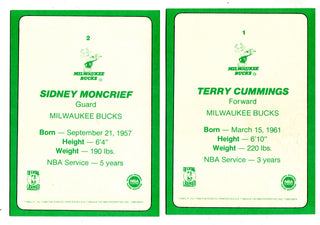 2
MILWAUKEE
BUCKS
SIDNEY MONCRIEF
Guard
MILWAUKEE BUCKS
Born — September 21, 1957
Height — 6'4"
Weight — 190 lbs.
NBA Service — 5 years
NBA
1
MILWAUKEE
BUCKS
TERRY CUMMINGS
Forward
MILWAUKEE BUCKS
Born — March 15, 1961
Height — 6'10"
Weight — 220 lbs.
NBA Service — 3 years
NBA